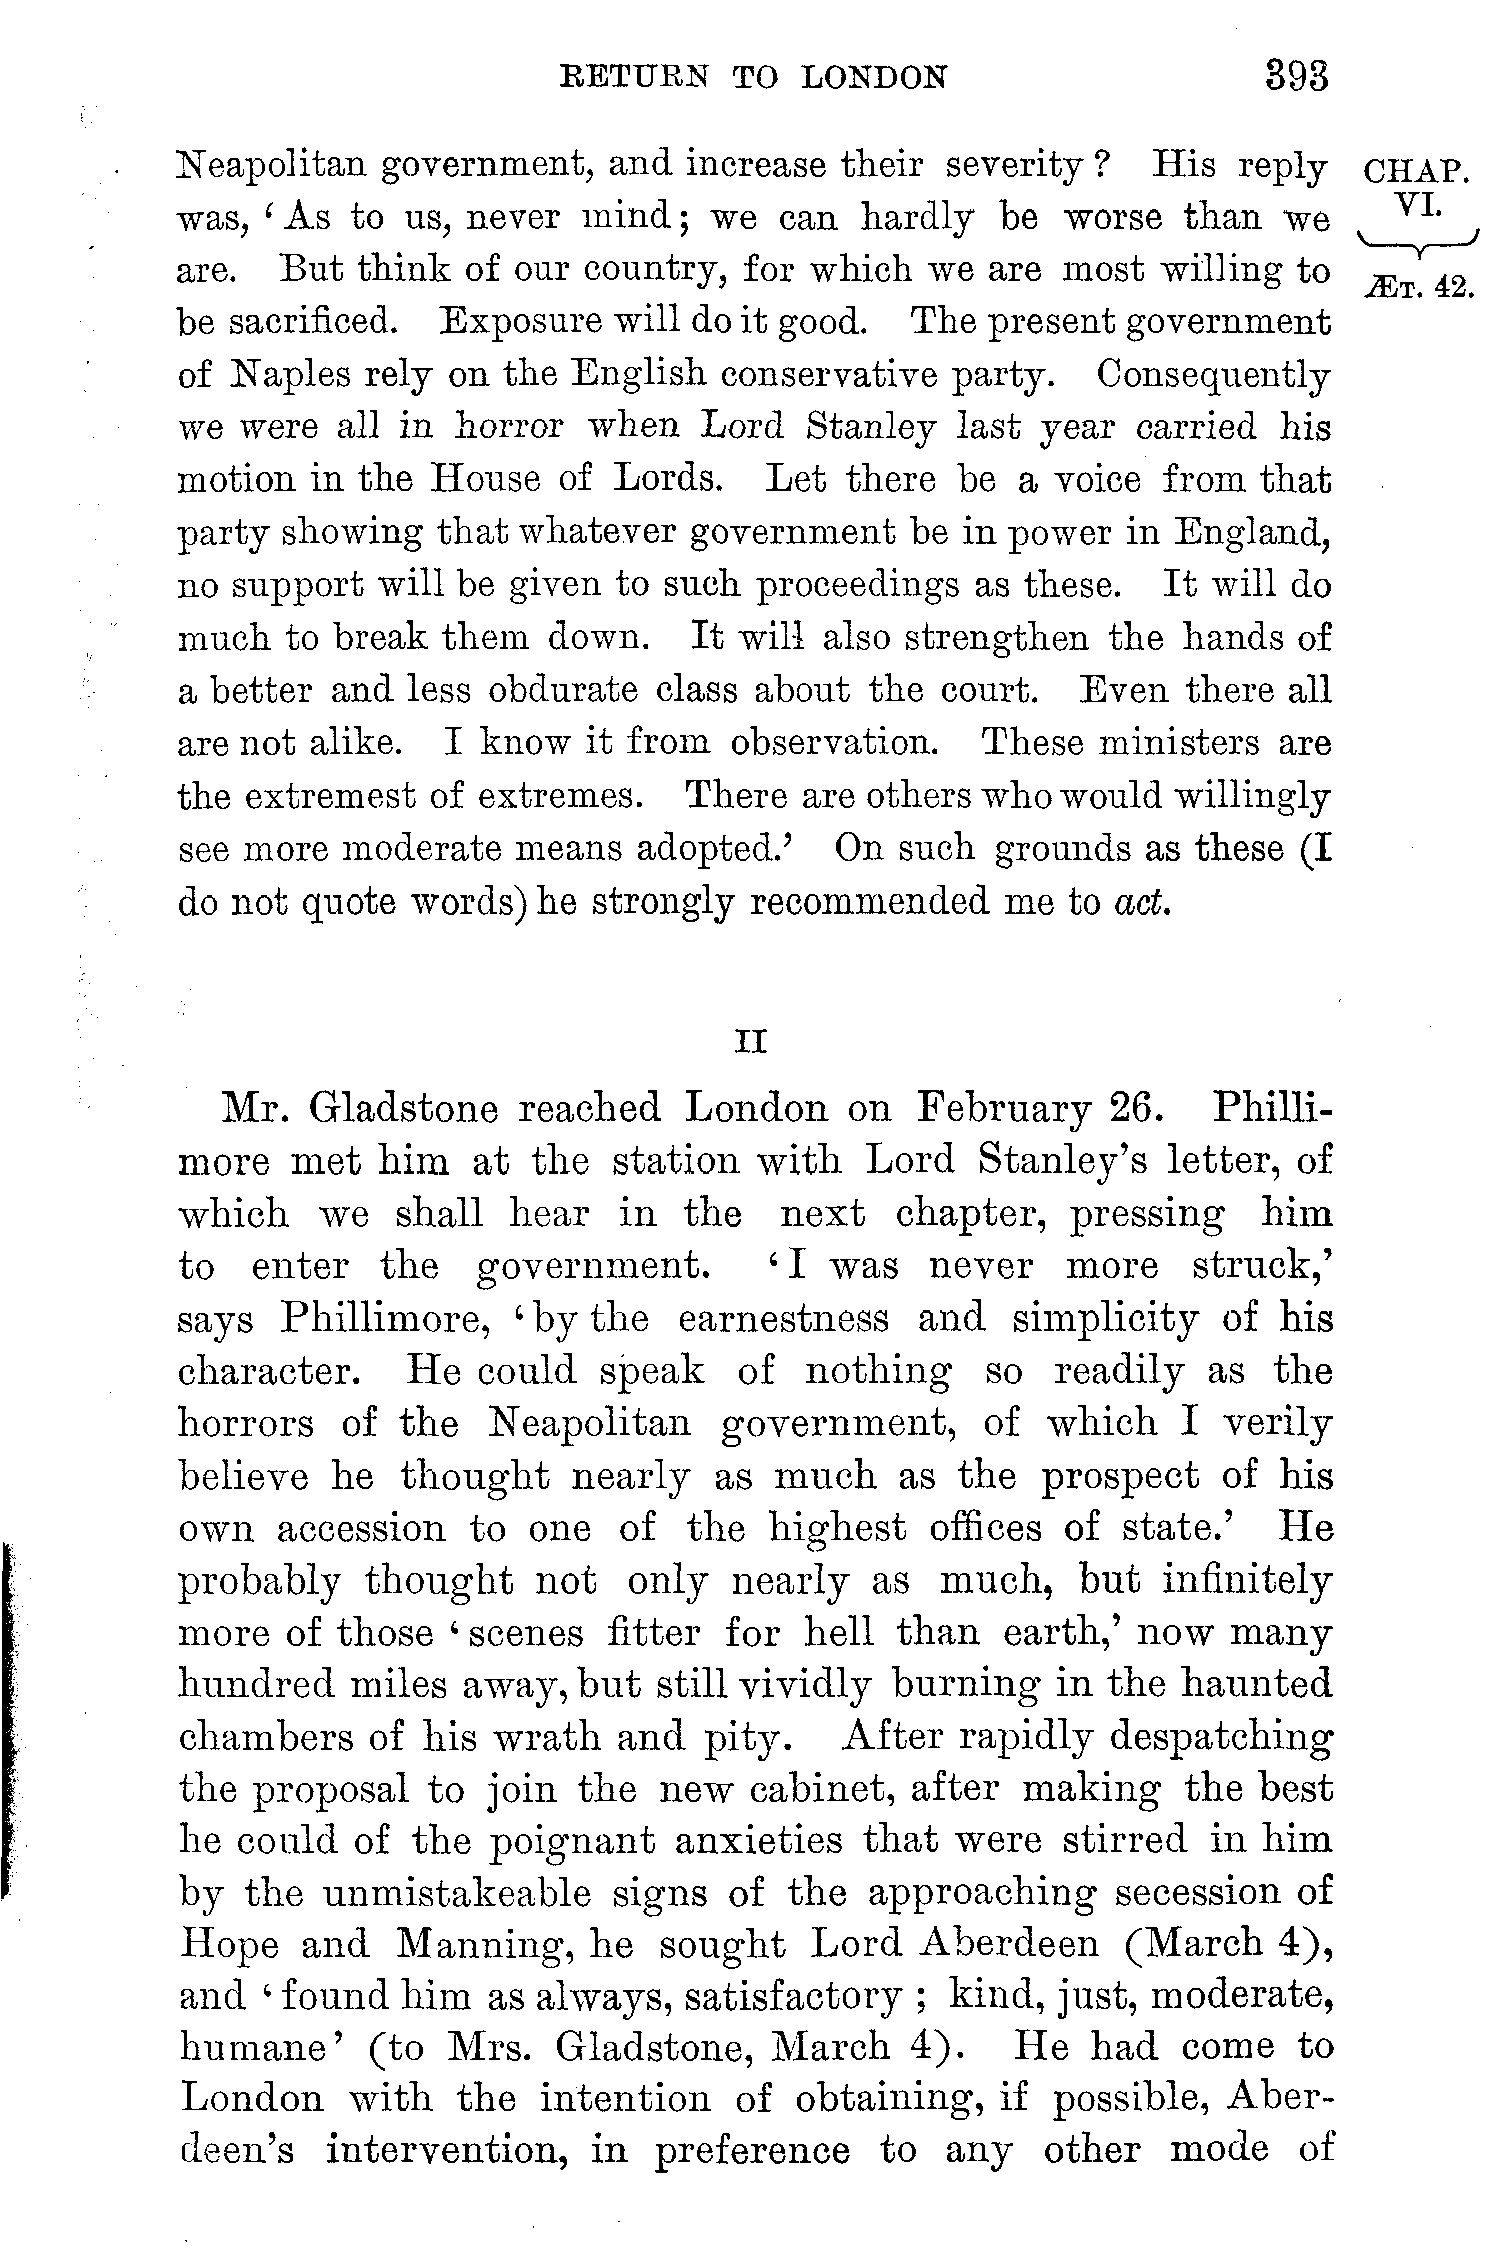 RETURN TO LONDON 393
Neapolitan government, and increase their severity? His reply
was, ‘As to us, never mind; we can hardly be worse than we
are. But think of our country, for which we are most willing to
be sacrificed. Exposure will do it good. The present government
of Naples rely on the English conservative party. Consequently
we were all in horror when Lord Stanley last year carried his
motion in the House of Lords. Let there be a voice from that
party showing that whatever government be in power in England,
no support will be given to such proceedings as these. It will do
much to break them down. It will also strengthen the hands of
a better and less obdurate class about the court. Even there all
are not alike. I know it from observation. These ministers are
the extremest of extremes. There are others who would willingly
see more moderate means adopted.’ On such grounds as these (I
do not quote words) he strongly recommended me to act.
CHAP.
VI.
ÆT. 42.
II
Mr. Gladstone reached London on February 26. Philli-
more met him at the station with Lord Stanley’s letter, of
which we shall hear in the next chapter, pressing him
to enter the government. ‘I was never more struck,’
says Phillimore, ‘by the earnestness and simplicity of his
character. He could speak of nothing so readily as the
horrors of the Neapolitan government, of which I verily
believe he thought nearly as much as the prospect of his
own accession to one of the highest offices of state.’ He
probably thought not only nearly as much, but infinitely
more of those ‘scenes fitter for hell than earth,’ now many
hundred miles away, but still vividly burning in the haunted
chambers of his wrath and pity. After rapidly despatching
the proposal to join the new cabinet, after making the best
he could of the poignant anxieties that were stirred in him
by the unmistakeable signs of the approaching secession of
Hope and Manning, he sought Lord Aberdeen (March 4),
and ‘found him as always, satisfactory; kind, just, moderate,
humane’ (to Mrs. Gladstone, March 4). He had come to
London with the intention of obtaining, if possible, Aber-
deen’s intervention, in preference to any other mode of